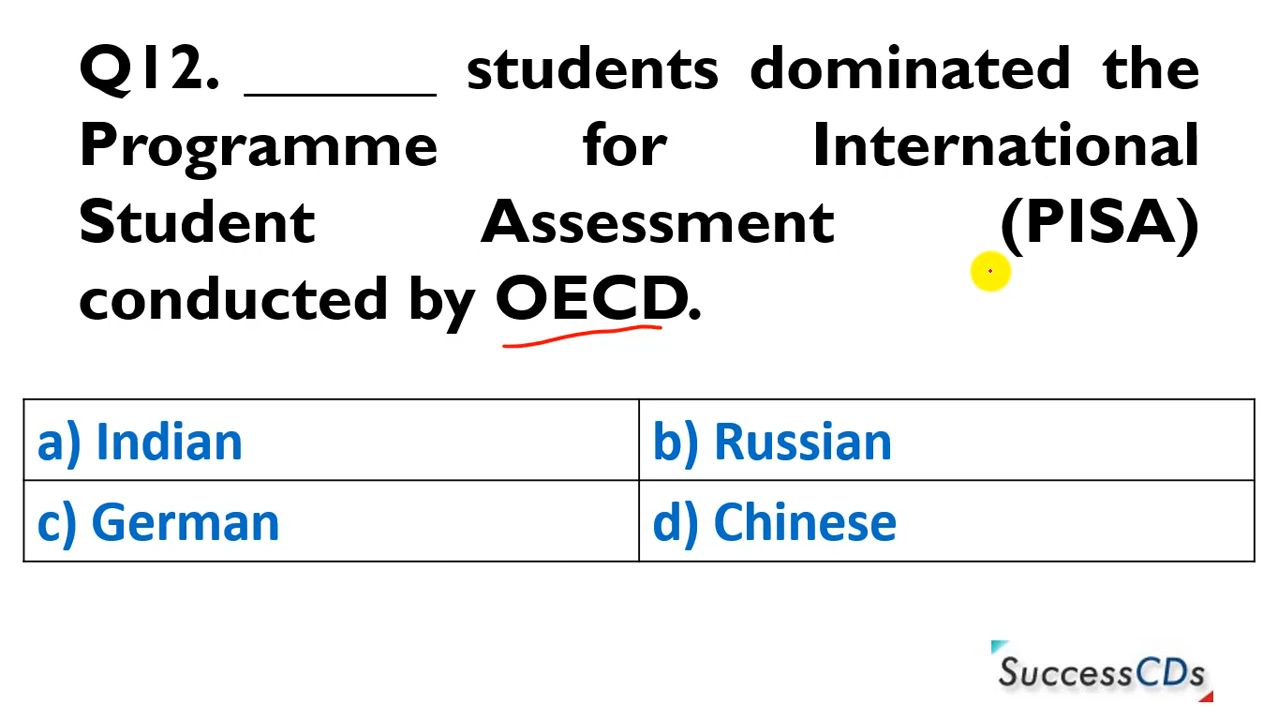 Q12. ______ students dominated the
Programme for International
Student Assessment (PISA)
conducted by OECD.
a) Indian
b) Russian
c) German
d) Chinese
SuccessCDs